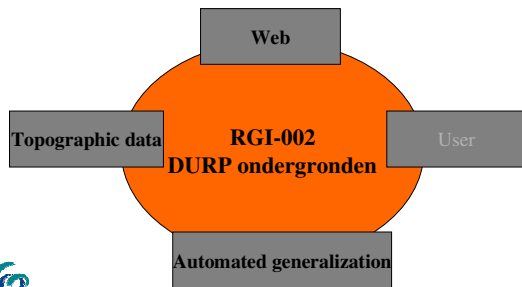 Web
Topographic data
RGI-002
DURP ondergronden
User
Automated generalization